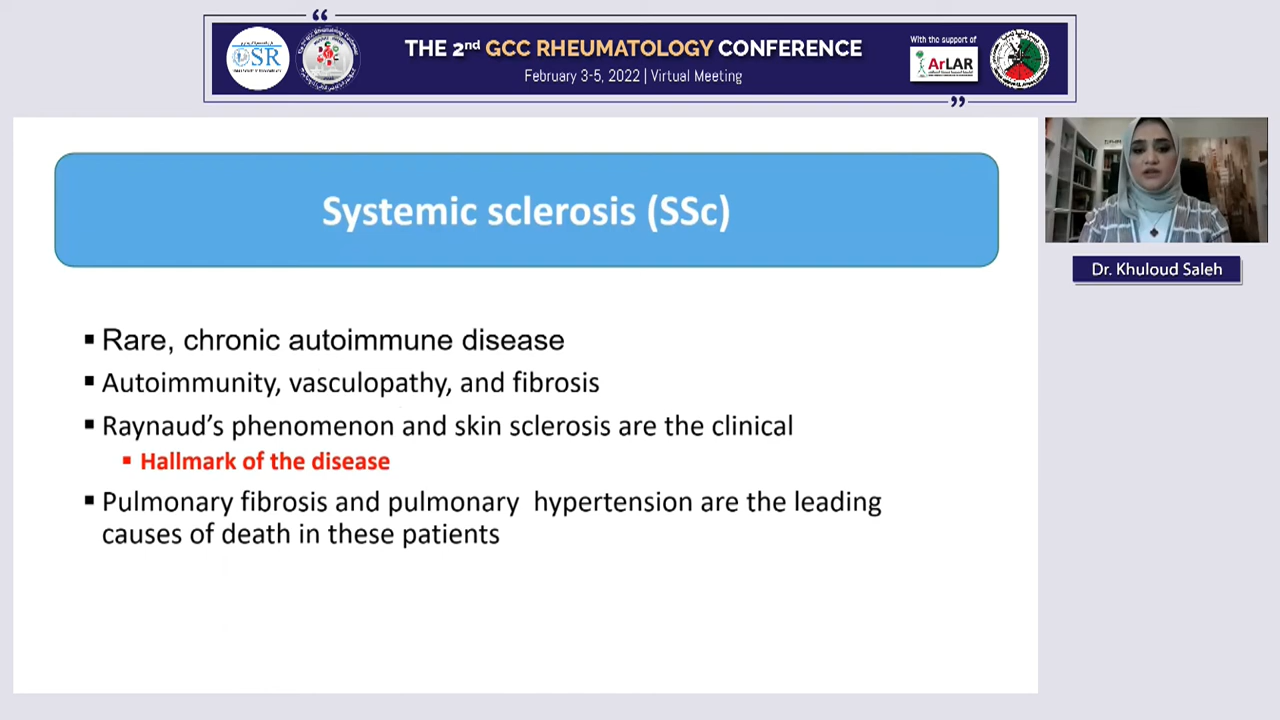 THE 2nd GCC RHEUMATOLOGY CONFERENCE
February 3-5, 2022 | Virtual Meeting
With the support of
OSR
ArLAR
Systemic sclerosis (SSc)
Dr. Khuloud Saleh
▪ Rare, chronic autoimmune disease
▪ Autoimmunity, vasculopathy, and fibrosis
▪ Raynaud’s phenomenon and skin sclerosis are the clinical
▪ Hallmark of the disease
▪ Pulmonary fibrosis and pulmonary  hypertension are the leading
causes of death in these patients